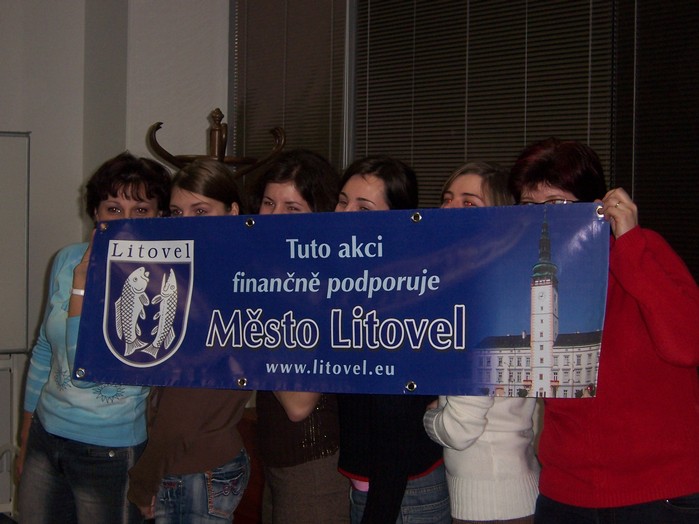 Litovel
Tuto akci
finančně podporuje
Město Litovel
www.litovel.eu